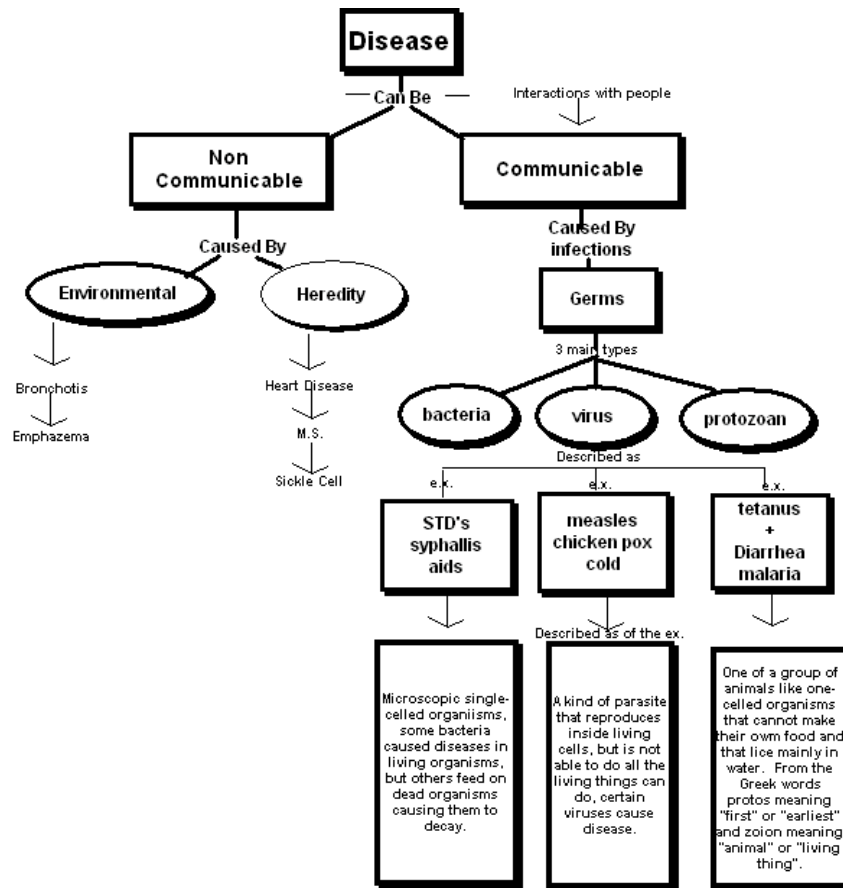 Disease
Can Be
Interactions with people
Non
Communicable
Communicable
Caused By
Caused By
infections
Environmental
Heredity
Germs
3 main types
Bronchotis
Emphazema
Heart Disease
M.S.
Sickle Cell
bacteria
virus
protozoan
Described as
e.x.
e.x.
e.x.
STD's
syphallis
aids
measles
chicken pox
cold
tetanus
+
Diarrhea
malaria
Described as of the ex.
Microscopic single-
celled organiisms,
some bacteria
caused diseases in
living organisms,
but others feed on
dead organisms
causing them to
decay.
A kind of parasite
that reproduces
inside living
cells, but is not
able to do all the
living things can
do, certain
viruses cause
disease.
One of a group of
animals like one-
celled organisms
that cannot make
their owm food and
that lice mainly in
water. From the
Greek words
protos meaning
"first" or "earliest"
and zoion meaning
"animal" or "living
thing".